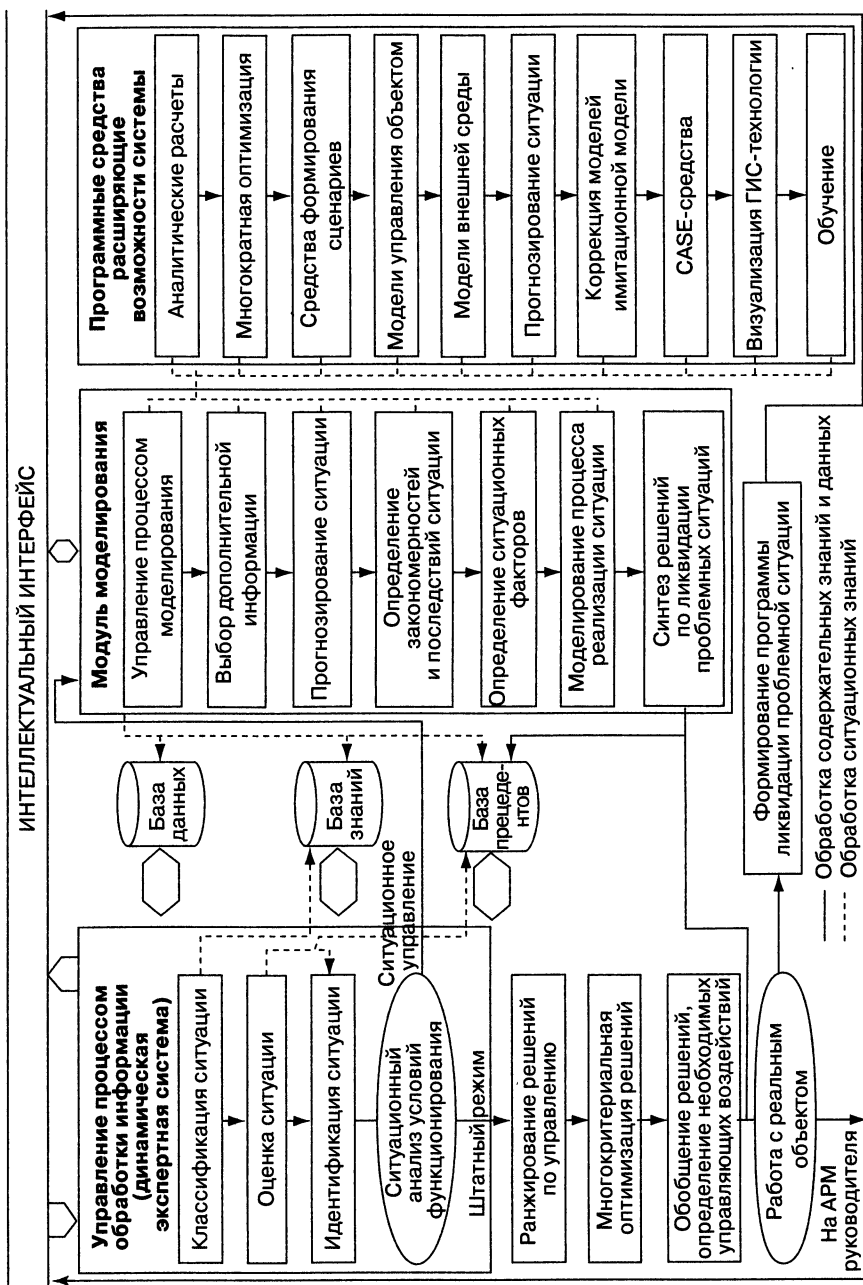 ИНТЕЛЛЕКТУАЛЬНЫЙ ИНТЕРФЕЙС
Управление процессом
обработки информации
(динамическая
экспертная система)
Классификация ситуации
Оценка ситуации
Идентификация ситуации
Ситуационный
анализ условий
функционирования
Ситуационное
управление
Штатный режим
Ранжирование решений
по управлению
Многокритериальная
оптимизация решений
Обобщение решений,
определение необходимых
управляющих воздействий
Работа с реальным
объектом
На АРМ
руководителя
База
данных
База
знаний
База
прецеде-
нтов
Модуль моделирования
Управление процессом
моделирования
Выбор дополнительной
информации
Прогнозирование ситуации
Определение
закономерностей
и последствий ситуации
Определение ситуационных
факторов
Моделирование процесса
реализации ситуации
Синтез решений
по ликвидации
проблемных ситуаций
Формирование программы
ликвидации проблемной ситуации
Программные средства
расширяющие
возможности системы
Аналитические расчеты
Многократная оптимизация
Средства формирования
сценариев
Модели управления объектом
Модели внешней среды
Прогнозирование ситуации
Коррекция моделей
имитационной модели
CASE-средства
Визуализация ГИС-технологии
Обучение
Обработка содержательных знаний и данных
Обработка ситуационных знаний